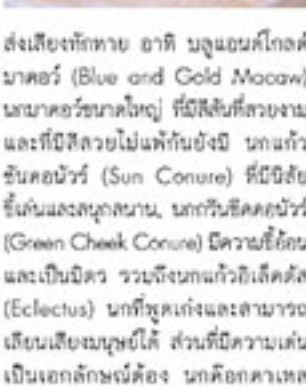 ส่งเสียงทักทาย อาทิ บลูแอนด์โกลด์
มาคอว์ (Blue and Gold Macaw)
นกมาคอว์ขนาดใหญ่ ที่มีสีสันที่สวยงาม
และที่มีสีสวยไม่แพ้กันยังมี นกแก้ว
ซันคอนัวร์ (Sun Conure) ที่มีนิสัย
ขี้เล่นและสนุกสนาน, นกกรีนชีคคอนัวร์
(Green Cheek Conure) มีความขี้อ้อน
และเป็นมิตร รวมถึงนกแก้วอิเล็คตัส
(Eclectus) นกที่พูดเก่งและสามารถ
เลียนเสียงมนุษย์ได้ ส่วนที่มีความเด่น
เป็นเอกลักษณ์ต้อง นกค๊อกคาเทล